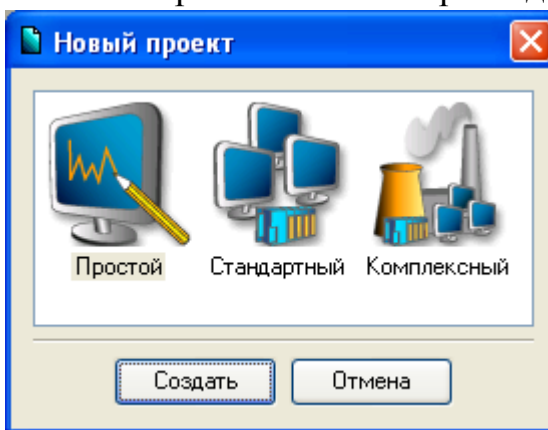 Новый проект
Простой Стандартный Комплексный
Создать Отмена